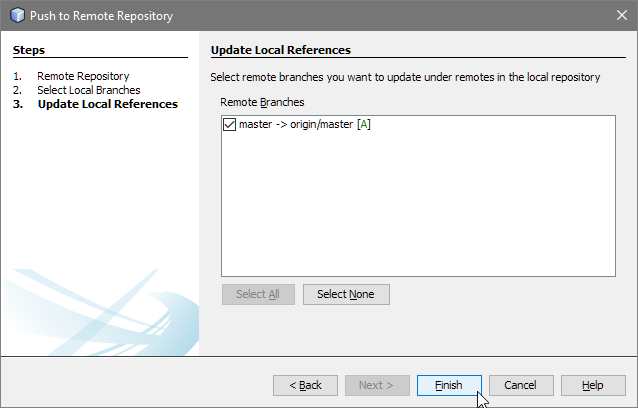 Push to Remote Repository
Steps
1. Remote Repository
2. Select Local Branches
3. Update Local References
Update Local References
Select remote branches you want to update under remotes in the local repository
Remote Branches
master -> origin/master [A]
Select All
Select None
< Back
Next >
Finish
Cancel
Help